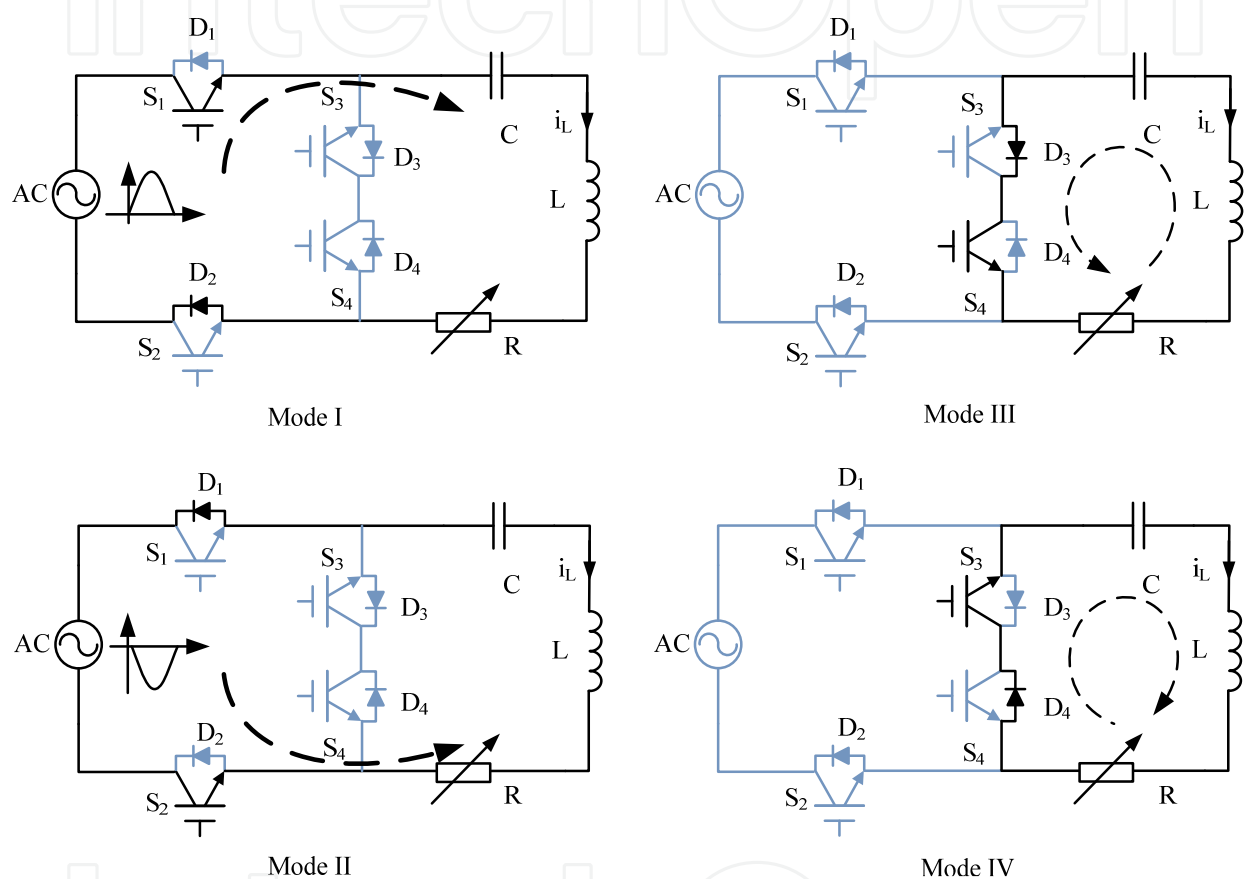 intechopen
D1
S1
S3
C
iL
D3
AC
L
D2
D4
S4
S2
R
Mode I
D1
S1
S3
C
iL
D3
AC
L
D2
D4
S4
S2
R
Mode III
D1
S1
S3
C
iL
D3
AC
L
D2
D4
S4
S2
R
Mode II
D1
S1
S3
C
iL
D3
AC
L
D2
D4
S4
S2
R
Mode IV